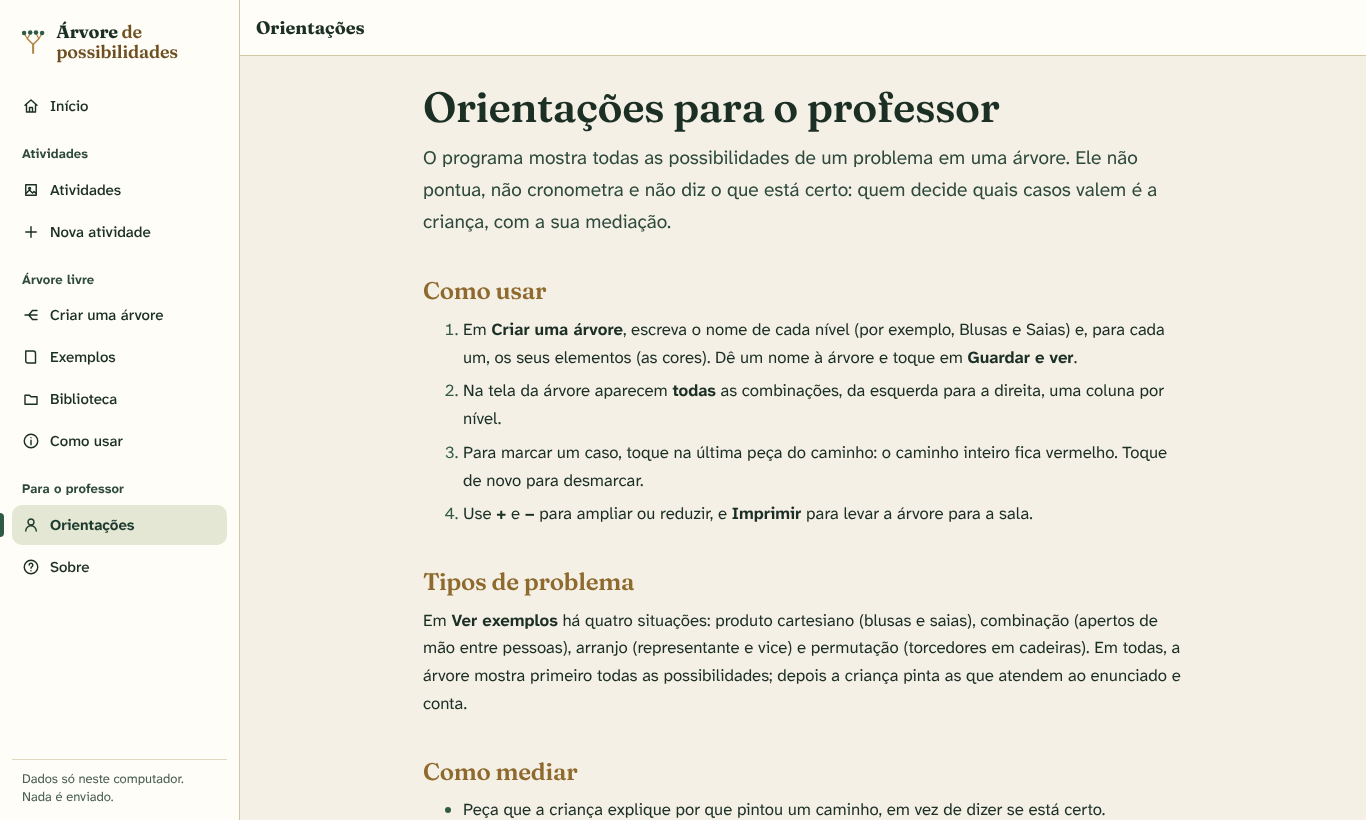 Árvore de
possibilidades
Início
Atividades
Atividades
Nova atividade
Árvore livre
Criar uma árvore
Exemplos
Biblioteca
Como usar
Para o professor
Orientações
Sobre
Dados só neste computador.
Nada é enviado.
Orientações
Orientações para o professor
O programa mostra todas as possibilidades de um problema em uma árvore. Ele não
pontua, não cronometra e não diz o que está certo: quem decide quais casos valem é a
criança, com a sua mediação.
Como usar
1. Em Criar uma árvore, escreva o nome de cada nível (por exemplo, Blusas e Saias) e, para cada
um, os seus elementos (as cores). Dê um nome à árvore e toque em Guardar e ver.
2. Na tela da árvore aparecem todas as combinações, da esquerda para a direita, uma coluna por
nível.
3. Para marcar um caso, toque na última peça do caminho: o caminho inteiro fica vermelho. Toque
de novo para desmarcar.
4. Use + e – para ampliar ou reduzir, e Imprimir para levar a árvore para a sala.
Tipos de problema
Em Ver exemplos há quatro situações: produto cartesiano (blusas e saias), combinação (apertos de
mão entre pessoas), arranjo (representante e vice) e permutação (torcedores em cadeiras). Em todas, a
árvore mostra primeiro todas as possibilidades; depois a criança pinta as que atendem ao enunciado e
conta.
Como mediar
• Peça que a criança explique por que pintou um caminho, em vez de dizer se está certo.